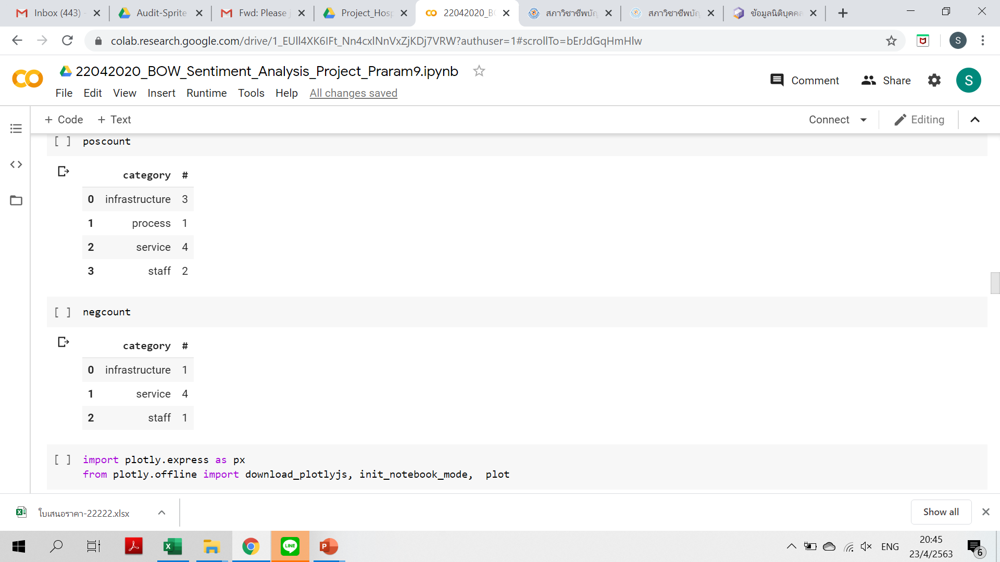 Inbox (443) -
Audit-Sprite
Fwd: Please j
Project_Hosp
22042020_BO
สภาวิชาชีพบัญ
สภาวิชาชีพบัญ
ข้อมูลนิติบุคคล
colab.research.google.com/drive/1_EUll4XK6IFt_Nn4cxlNnVxZjKDj7VRW?authuser=1#scrollTo=bErJdGqHmHlw
S
22042020_BOW_Sentiment_Analysis_Project_Praram9.ipynb
File Edit View Insert Runtime Tools Help All changes saved
Comment
Share
S
+ Code + Text
Connect
Editing
[ ] poscount
category #
0 infrastructure 3
1 process 1
2 service 4
3 staff 2
[ ] negcount
category #
0 infrastructure 1
1 service 4
2 staff 1
[ ] import plotly.express as px
from plotly.offline import download_plotlyjs, init_notebook_mode, plot
ใบเสนอราคา-22222.xlsx
Show all
LINE
ENG
20:45
23/4/2563
6